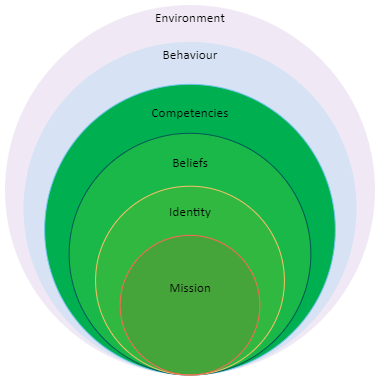 Environment
Behaviour
Competencies
Beliefs
Identity
Mission